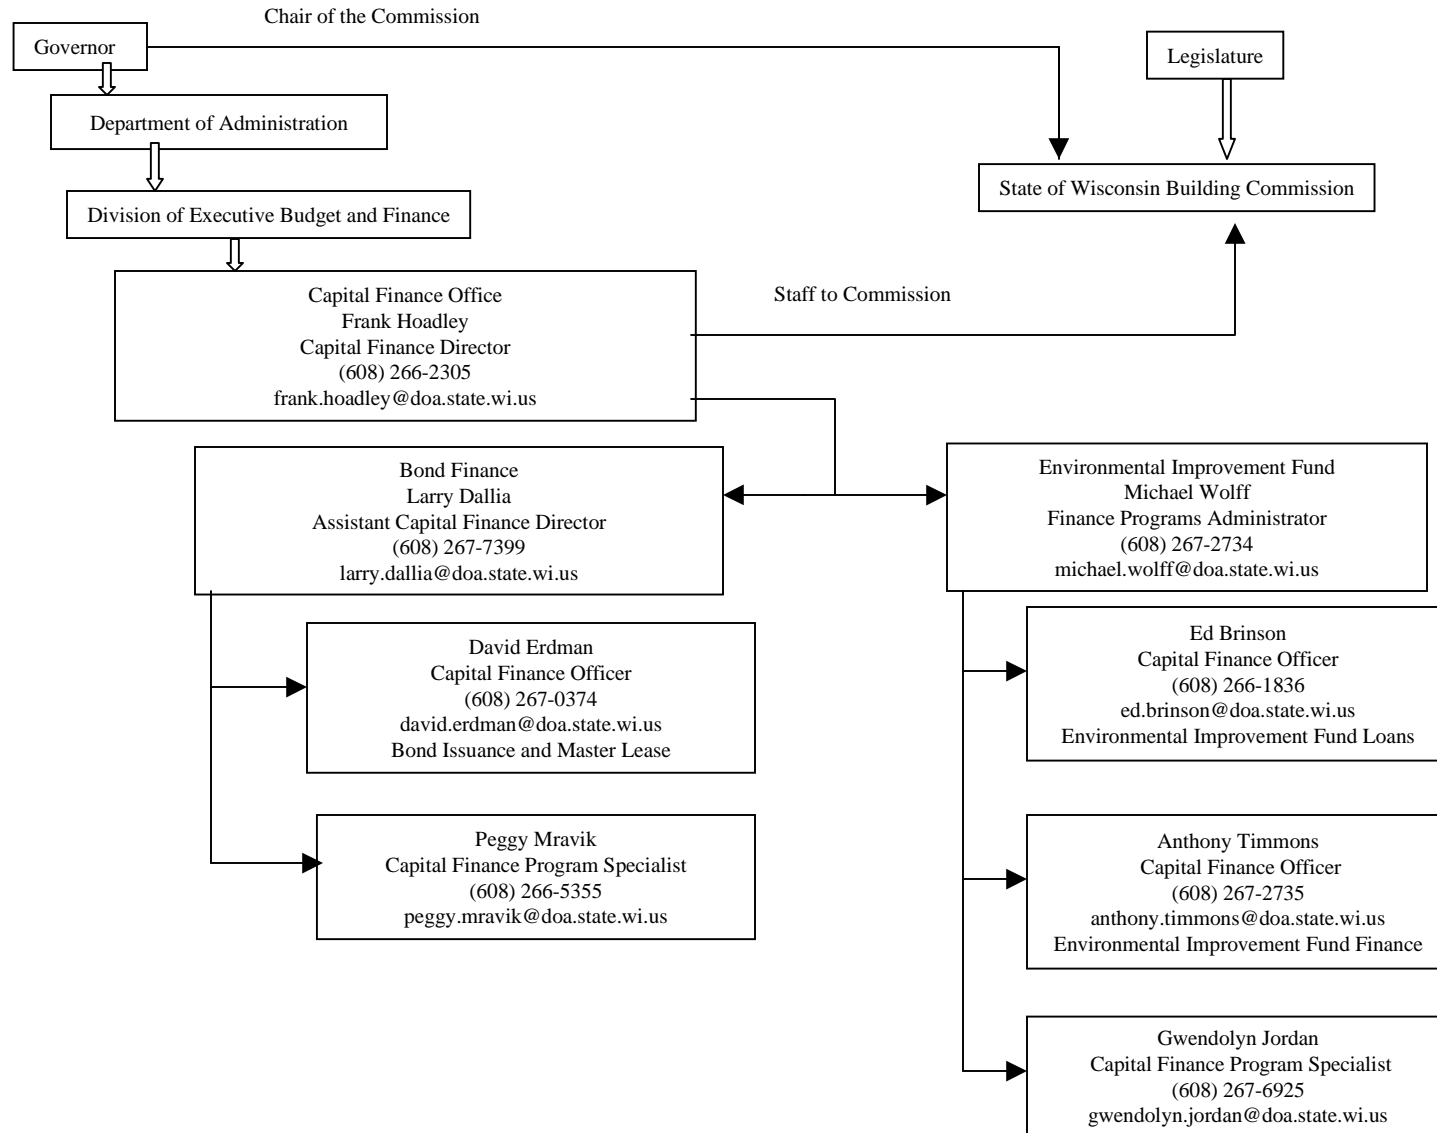 Chair of the Commission
Governor
Legislature
Department of Administration
State of Wisconsin Building Commission
Division of Executive Budget and Finance
Capital Finance Office
Frank Hoadley
Capital Finance Director
(608) 266-2305
frank.hoadley@doa.state.wi.us
Staff to Commission
Bond Finance
Larry Dallia
Assistant Capital Finance Director
(608) 267-7399
larry.dallia@doa.state.wi.us
Environmental Improvement Fund
Michael Wolff
Finance Programs Administrator
(608) 267-2734
michael.wolff@doa.state.wi.us
David Erdman
Capital Finance Officer
(608) 267-0374
david.erdman@doa.state.wi.us
Bond Issuance and Master Lease
Ed Brinson
Capital Finance Officer
(608) 266-1836
ed.brinson@doa.state.wi.us
Environmental Improvement Fund Loans
Peggy Mravik
Capital Finance Program Specialist
(608) 266-5355
peggy.mravik@doa.state.wi.us
Anthony Timmons
Capital Finance Officer
(608) 267-2735
anthony.timmons@doa.state.wi.us
Environmental Improvement Fund Finance
Gwendolyn Jordan
Capital Finance Program Specialist
(608) 267-6925
gwendolyn.jordan@doa.state.wi.us